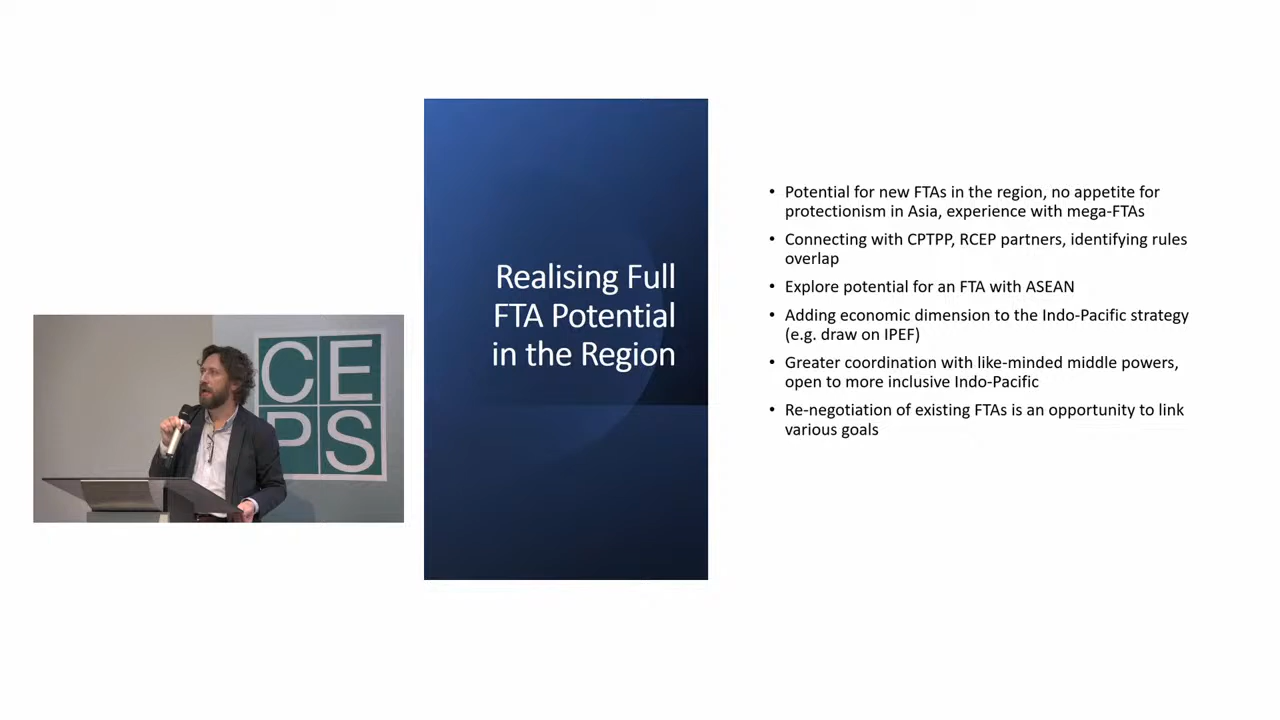 CE
PS
Realising Full
FTA Potential
in the Region
• Potential for new FTAs in the region, no appetite for
protectionism in Asia, experience with mega-FTAs
• Connecting with CPTPP, RCEP partners, identifying rules
overlap
• Explore potential for an FTA with ASEAN
• Adding economic dimension to the Indo-Pacific strategy
(e.g. draw on IPEF)
• Greater coordination with like-minded middle powers,
open to more inclusive Indo-Pacific
• Re-negotiation of existing FTAs is an opportunity to link
various goals